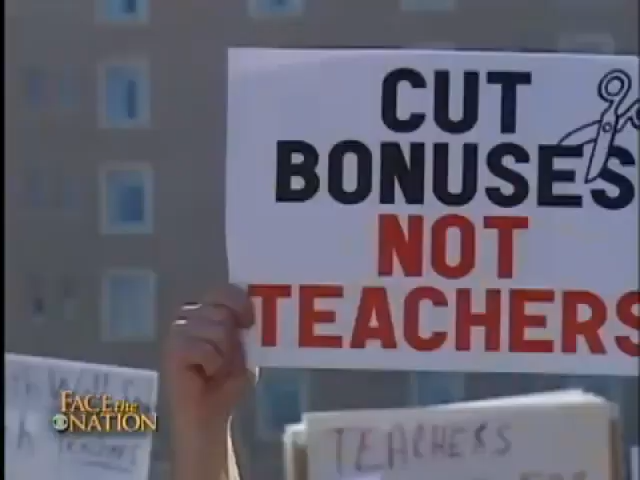 CUT
BONUSES
NOT
TEACHERS
FACE the
NATION
TEACHERS